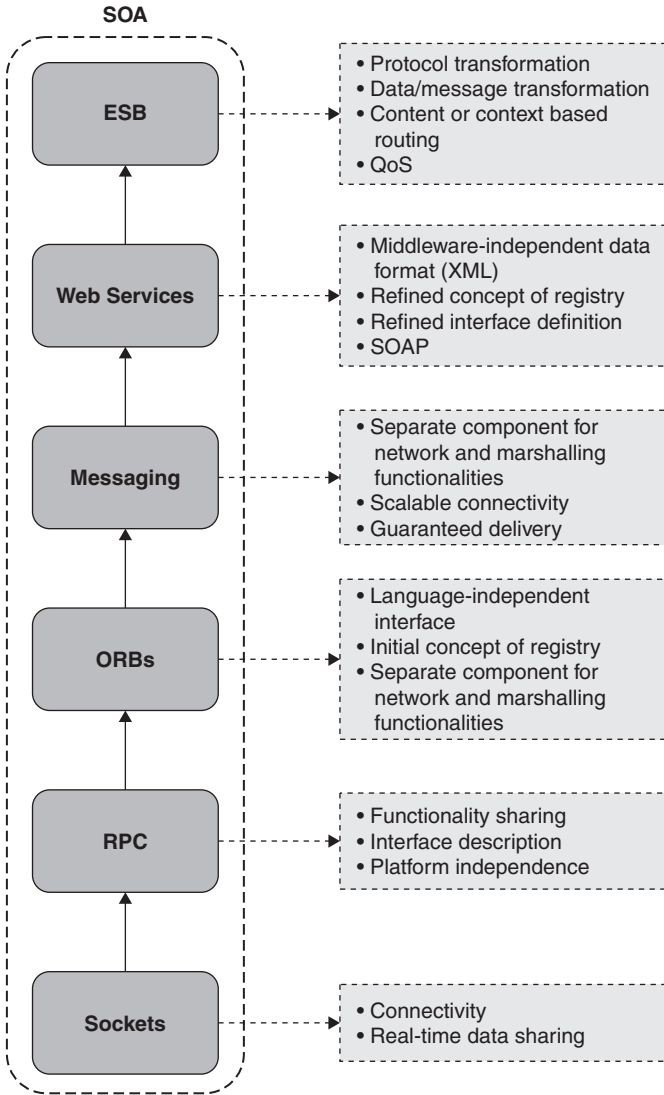 SOA
ESB
• Protocol transformation
• Data/message transformation
• Content or context based
routing
• QoS
Web Services
• Middleware-independent data
format (XML)
• Refined concept of registry
• Refined interface definition
• SOAP
Messaging
• Separate component for
network and marshalling
functionalities
• Scalable connectivity
• Guaranteed delivery
ORBs
• Language-independent
interface
• Initial concept of registry
• Separate component for
network and marshalling
functionalities
RPC
• Functionality sharing
• Interface description
• Platform independence
Sockets
• Connectivity
• Real-time data sharing